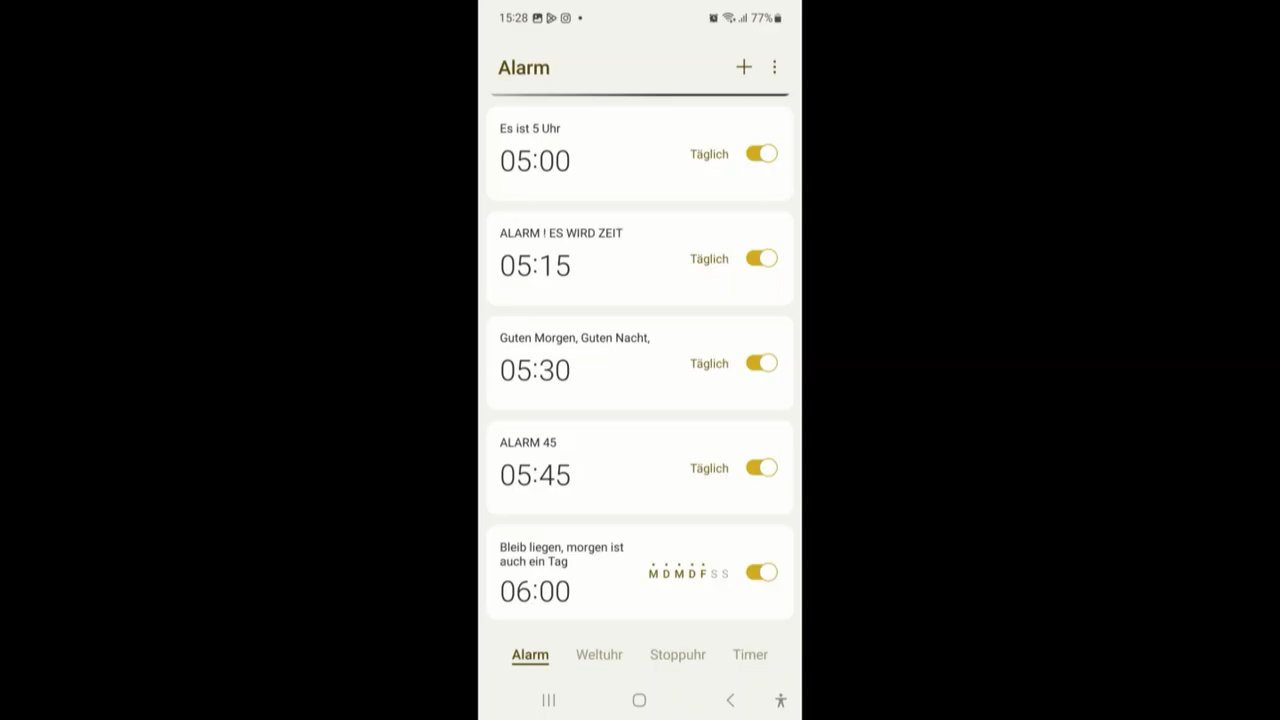 15:28 77%
Alarm
Es ist 5 Uhr
05:00 Täglich
ALARM ! ES WIRD ZEIT
05:15 Täglich
Guten Morgen, Guten Nacht,
05:30 Täglich
ALARM 45
05:45 Täglich
Bleib liegen, morgen ist
auch ein Tag
M D M D F S S
06:00
Alarm Weltuhr Stoppuhr Timer